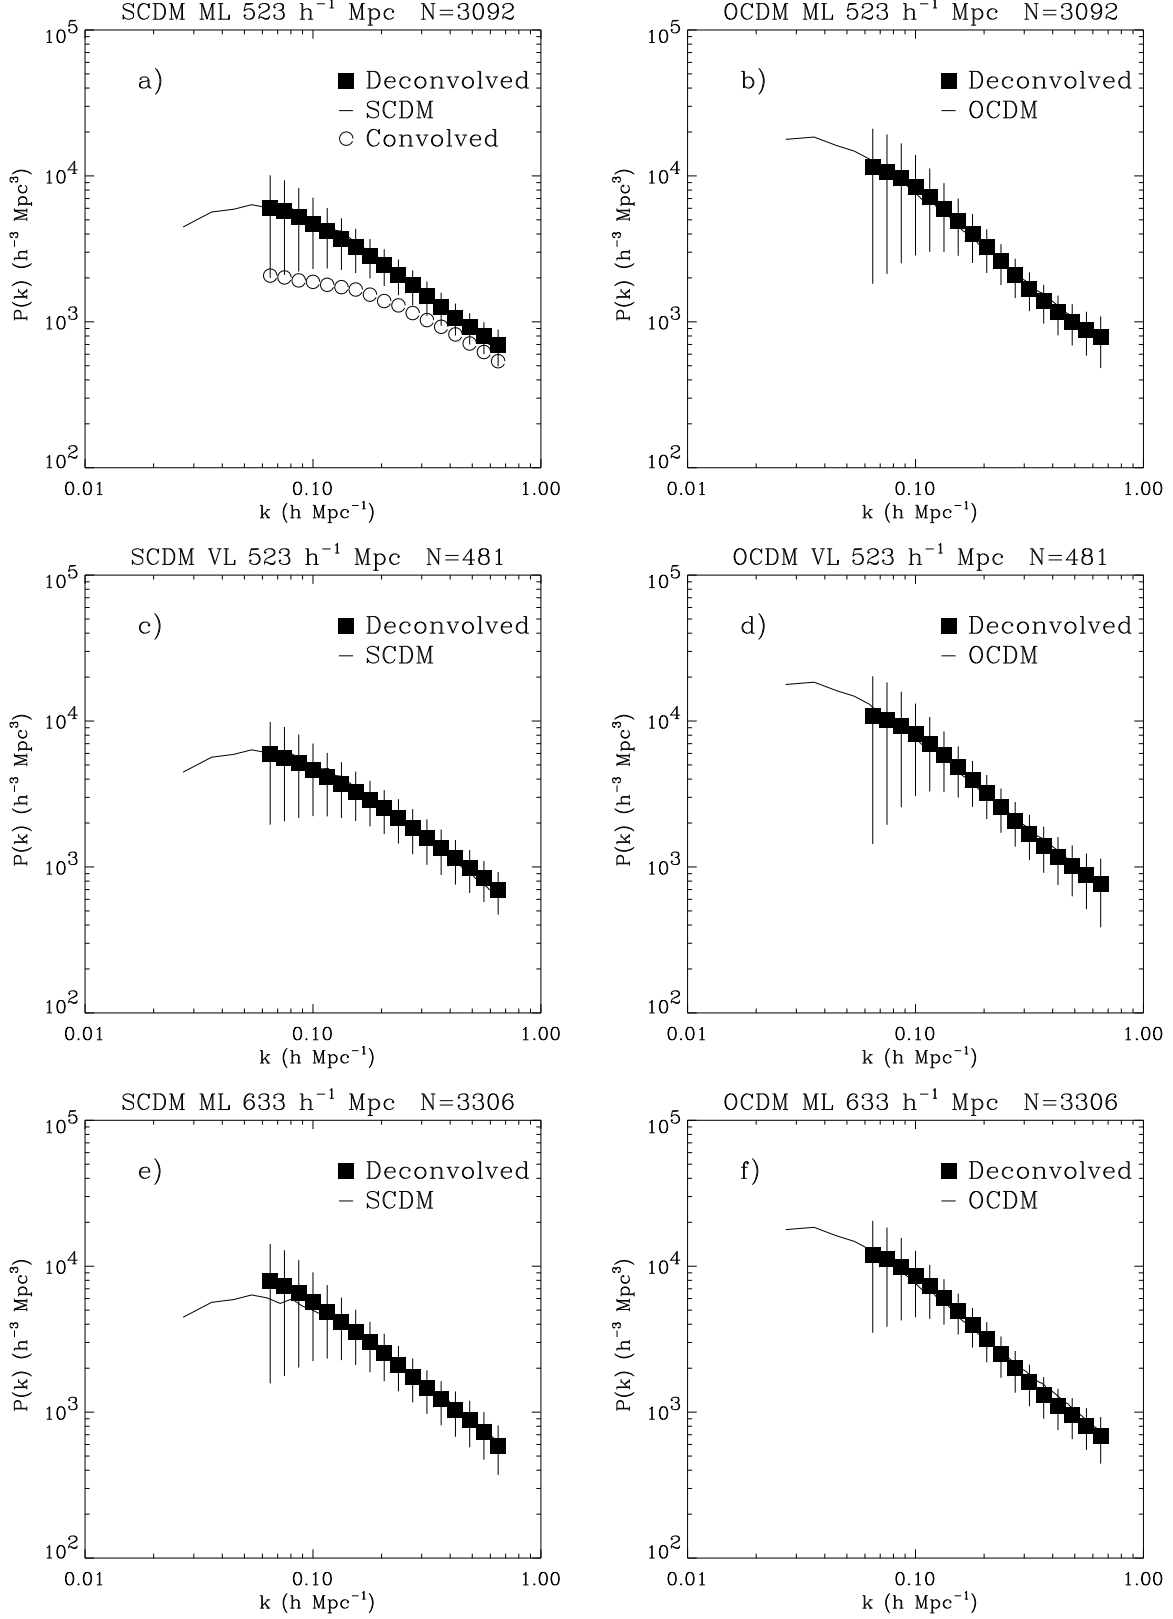 SCDM ML 523 h⁻¹ Mpc N=3092
10⁵
a)
Deconvolved
SCDM
Convolved
10⁴
P(k) (h⁻³ Mpc³)
10³
10²
0.01 0.10 1.00
k (h Mpc⁻¹)
OCDM ML 523 h⁻¹ Mpc N=3092
10⁵
b)
Deconvolved
OCDM
10⁴
P(k) (h⁻³ Mpc³)
10³
10²
0.01 0.10 1.00
k (h Mpc⁻¹)
SCDM VL 523 h⁻¹ Mpc N=481
10⁵
c)
Deconvolved
SCDM
10⁴
P(k) (h⁻³ Mpc³)
10³
10²
0.01 0.10 1.00
k (h Mpc⁻¹)
OCDM VL 523 h⁻¹ Mpc N=481
10⁵
d)
Deconvolved
OCDM
10⁴
P(k) (h⁻³ Mpc³)
10³
10²
0.01 0.10 1.00
k (h Mpc⁻¹)
SCDM ML 633 h⁻¹ Mpc N=3306
10⁵
e)
Deconvolved
SCDM
10⁴
P(k) (h⁻³ Mpc³)
10³
10²
0.01 0.10 1.00
k (h Mpc⁻¹)
OCDM ML 633 h⁻¹ Mpc N=3306
10⁵
f)
Deconvolved
OCDM
10⁴
P(k) (h⁻³ Mpc³)
10³
10²
0.01 0.10 1.00
k (h Mpc⁻¹)